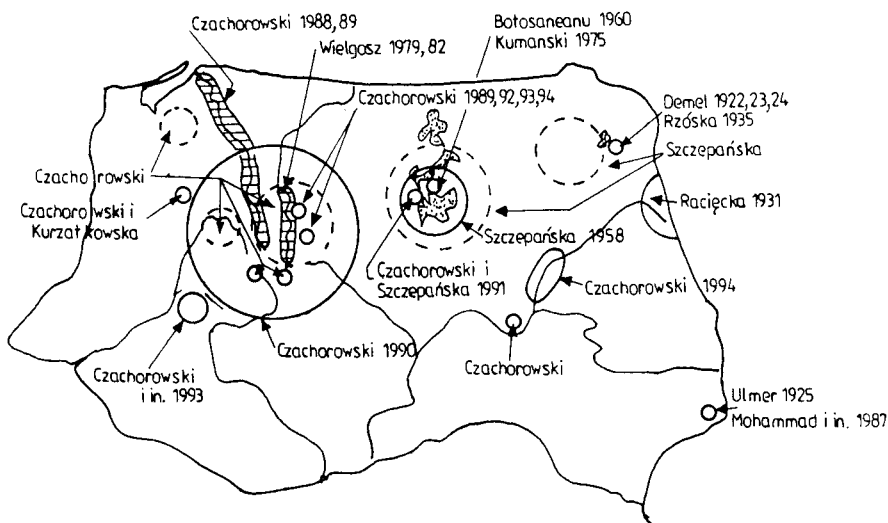 Czachorowski 1988,89
Wielgosz 1979,82
Botosaneanu 1960
Kumanski 1975
Czachorowski 1989,92,93,94
Demel 1922,23,24
Rzóska 1935
Szczepańska
Czachorowski
Czachorowski i
Kurzatkowska
Racięcka 1931
Szczepańska 1958
Czachorowski i
Szczepańska 1991
Czachorowski 1994
Czachorowski 1990
Czachorowski
i in. 1993
Czachorowski
Ulmer 1925
Mohammad i in. 1987